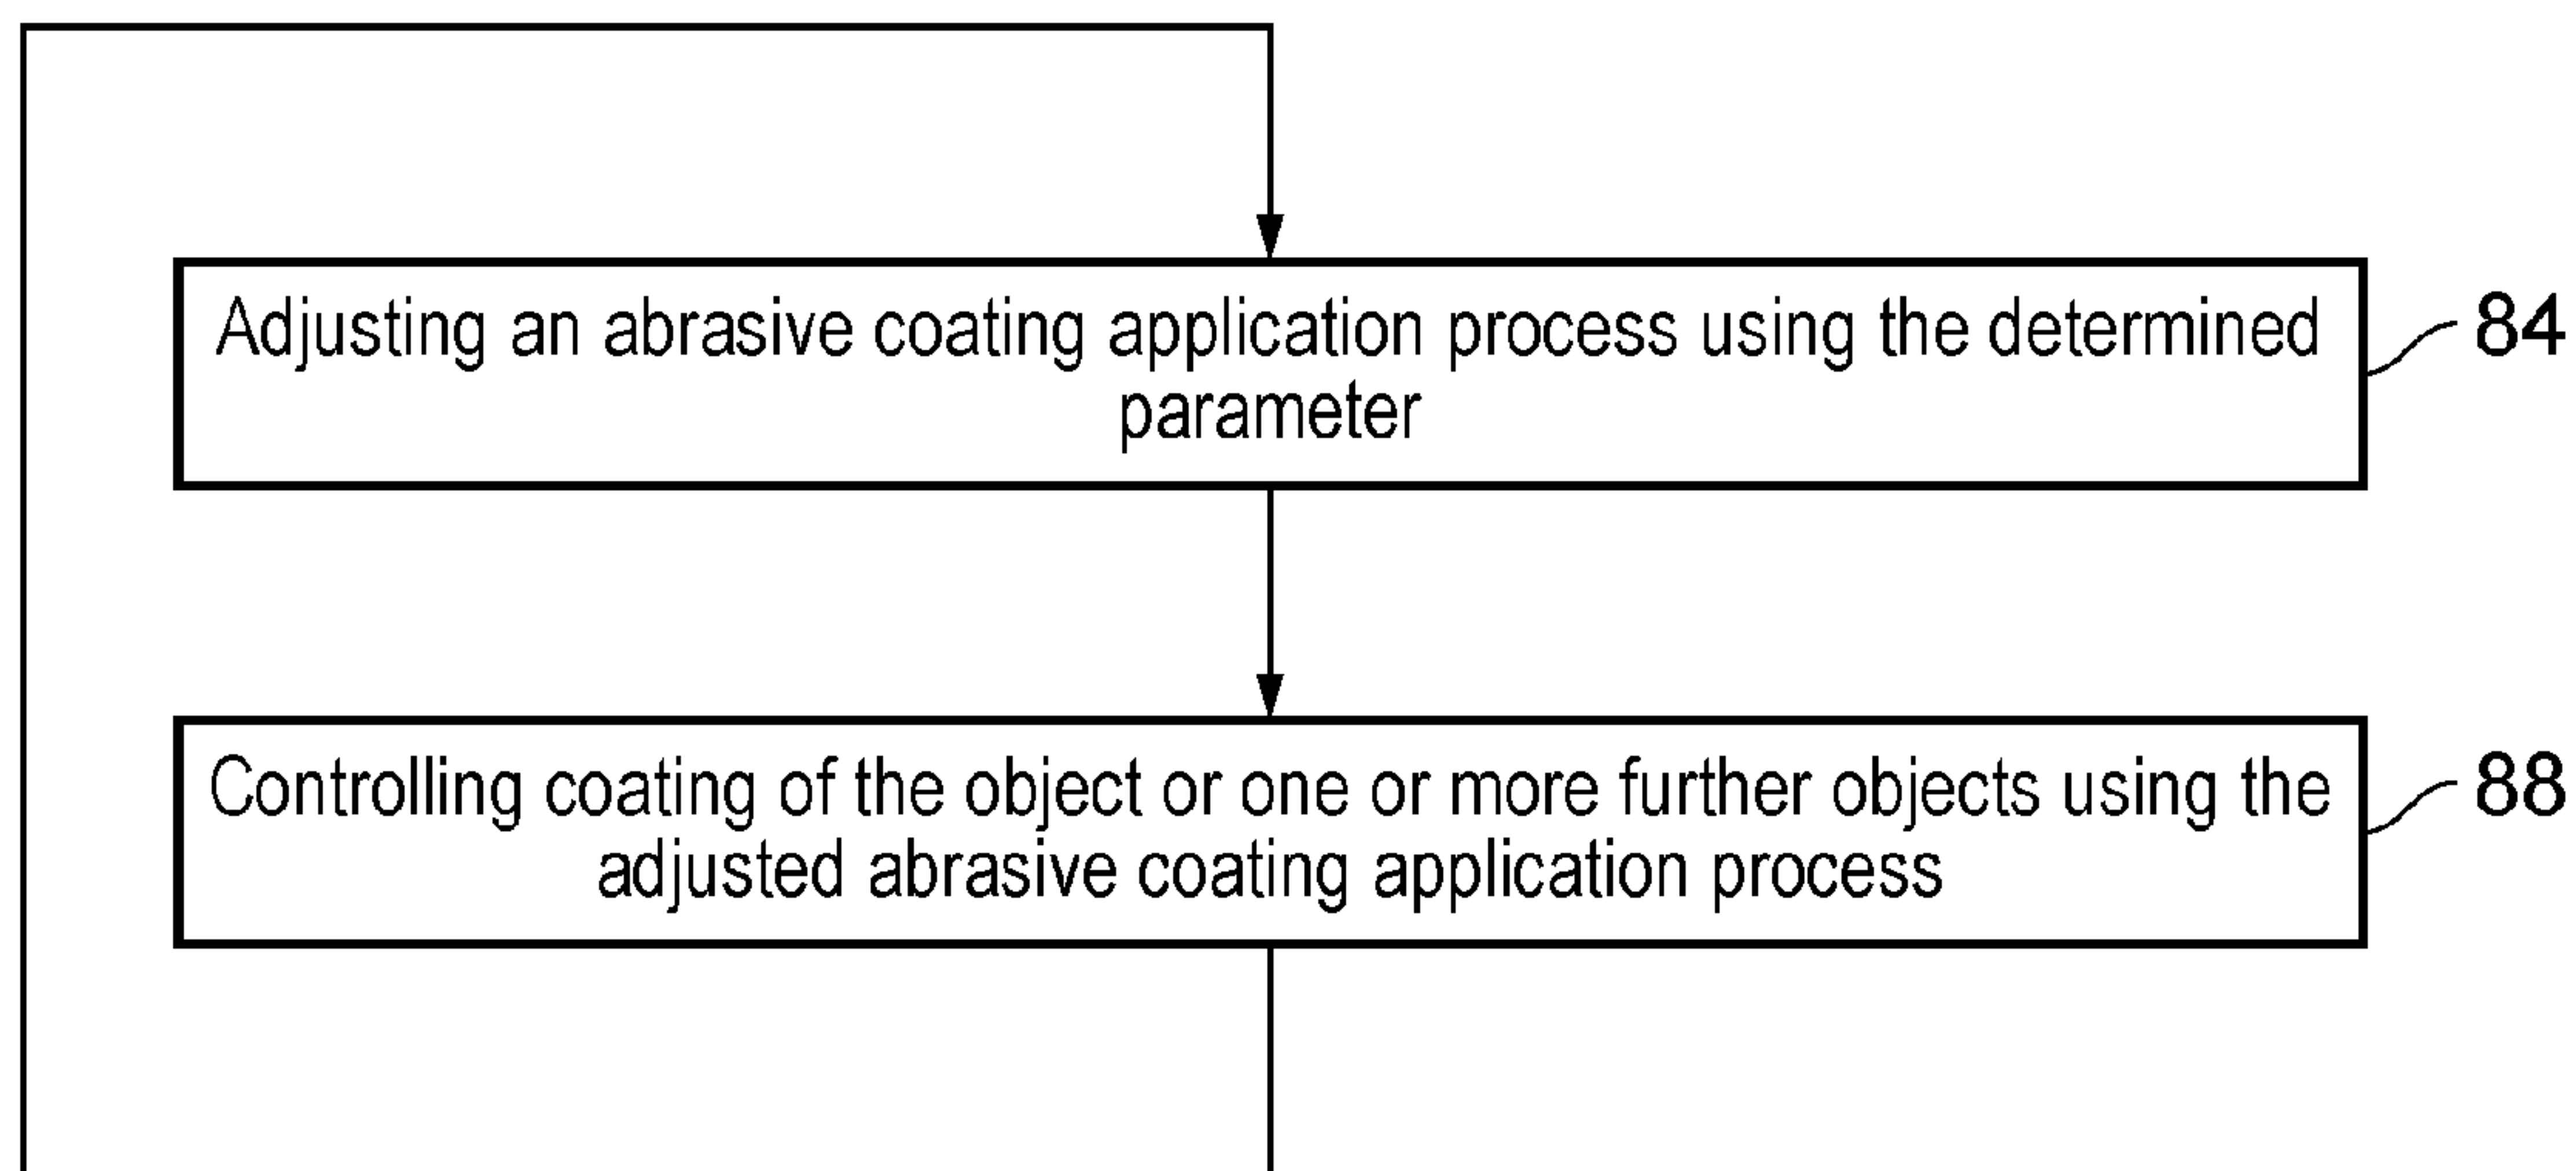 Adjusting an abrasive coating application process using the determined
parameter
84
Controlling coating of the object or one or more further objects using the
adjusted abrasive coating application process
88